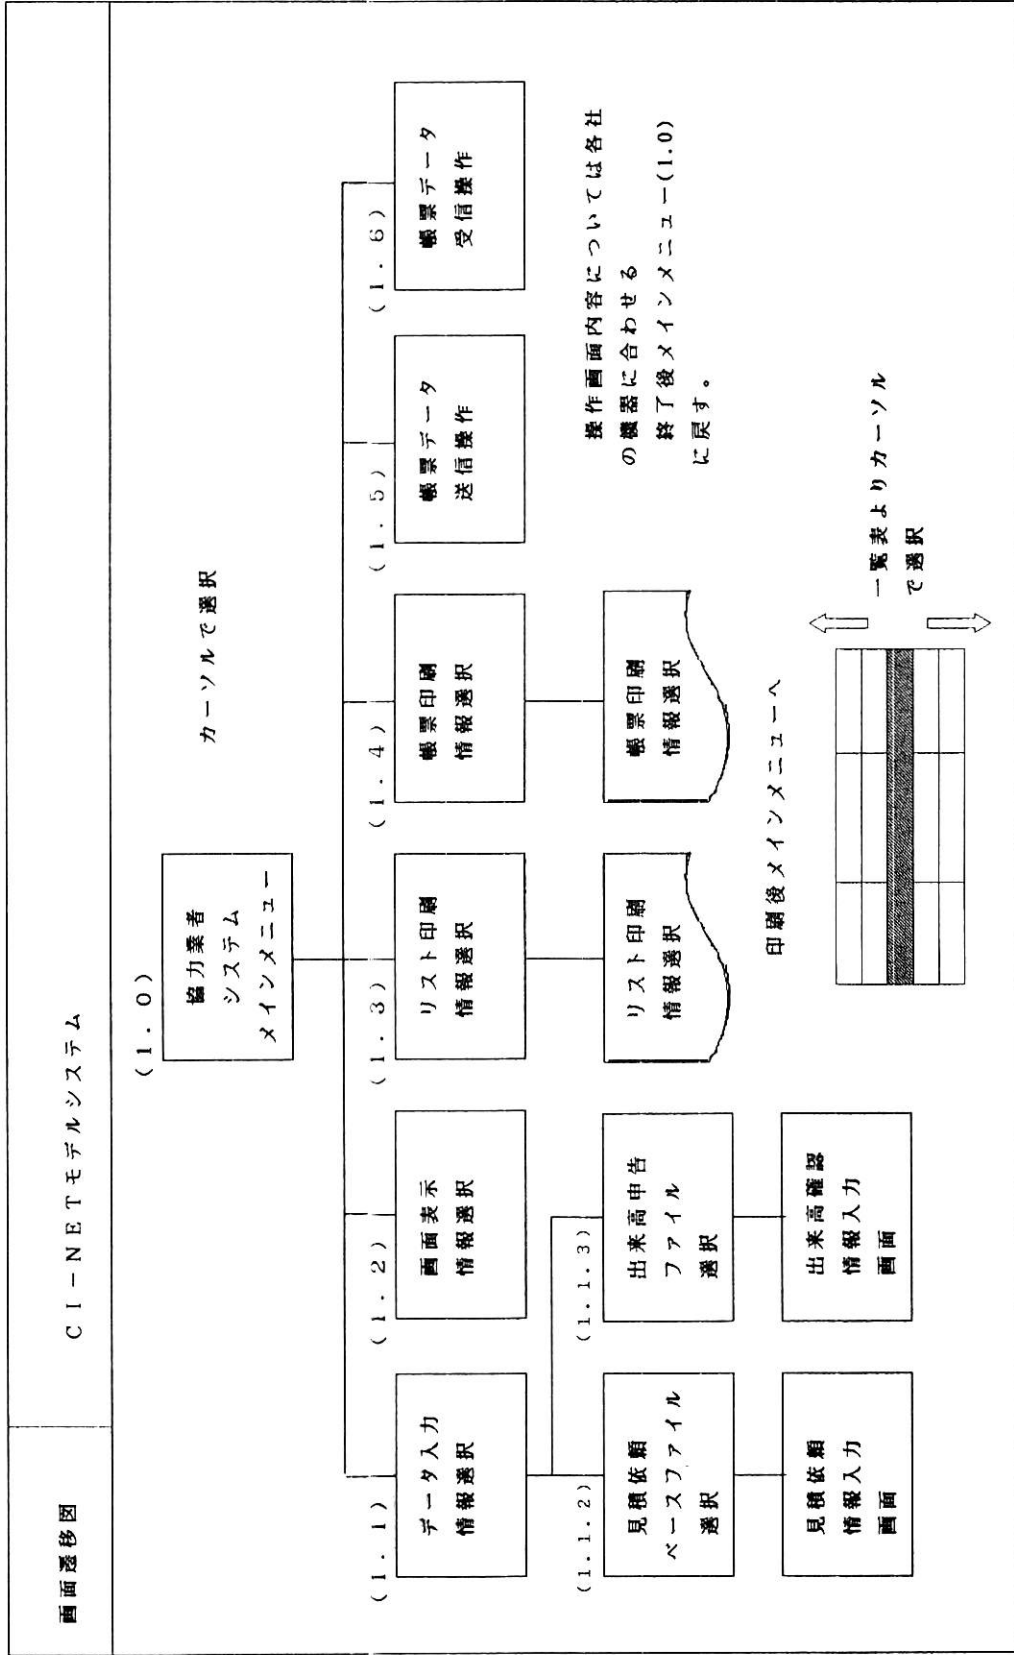 画面遷移図
CI-NETモデルシステム
(1.0)
協力業者
システム
メインメニュー
カーソルで選択
(1.1)
データ入力
情報選択
(1.2)
画面表示
情報選択
(1.3)
リスト印刷
情報選択
(1.4)
帳票印刷
情報選択
(1.5)
帳票データ
送信操作
(1.6)
帳票データ
受信操作
(1.1.2)
見積依頼
ベースファイル
選択
(1.1.3)
出来高申告
ファイル
選択
リスト印刷
情報選択
帳票印刷
情報選択
操作画面内容については各社
の機器に合わせる
終了後メインメニュー(1.0)
に戻す。
見積依頼
情報入力
画面
出来高確認
情報入力
画面
印刷後メインメニューへ
一覧表よりカーソル
で選択